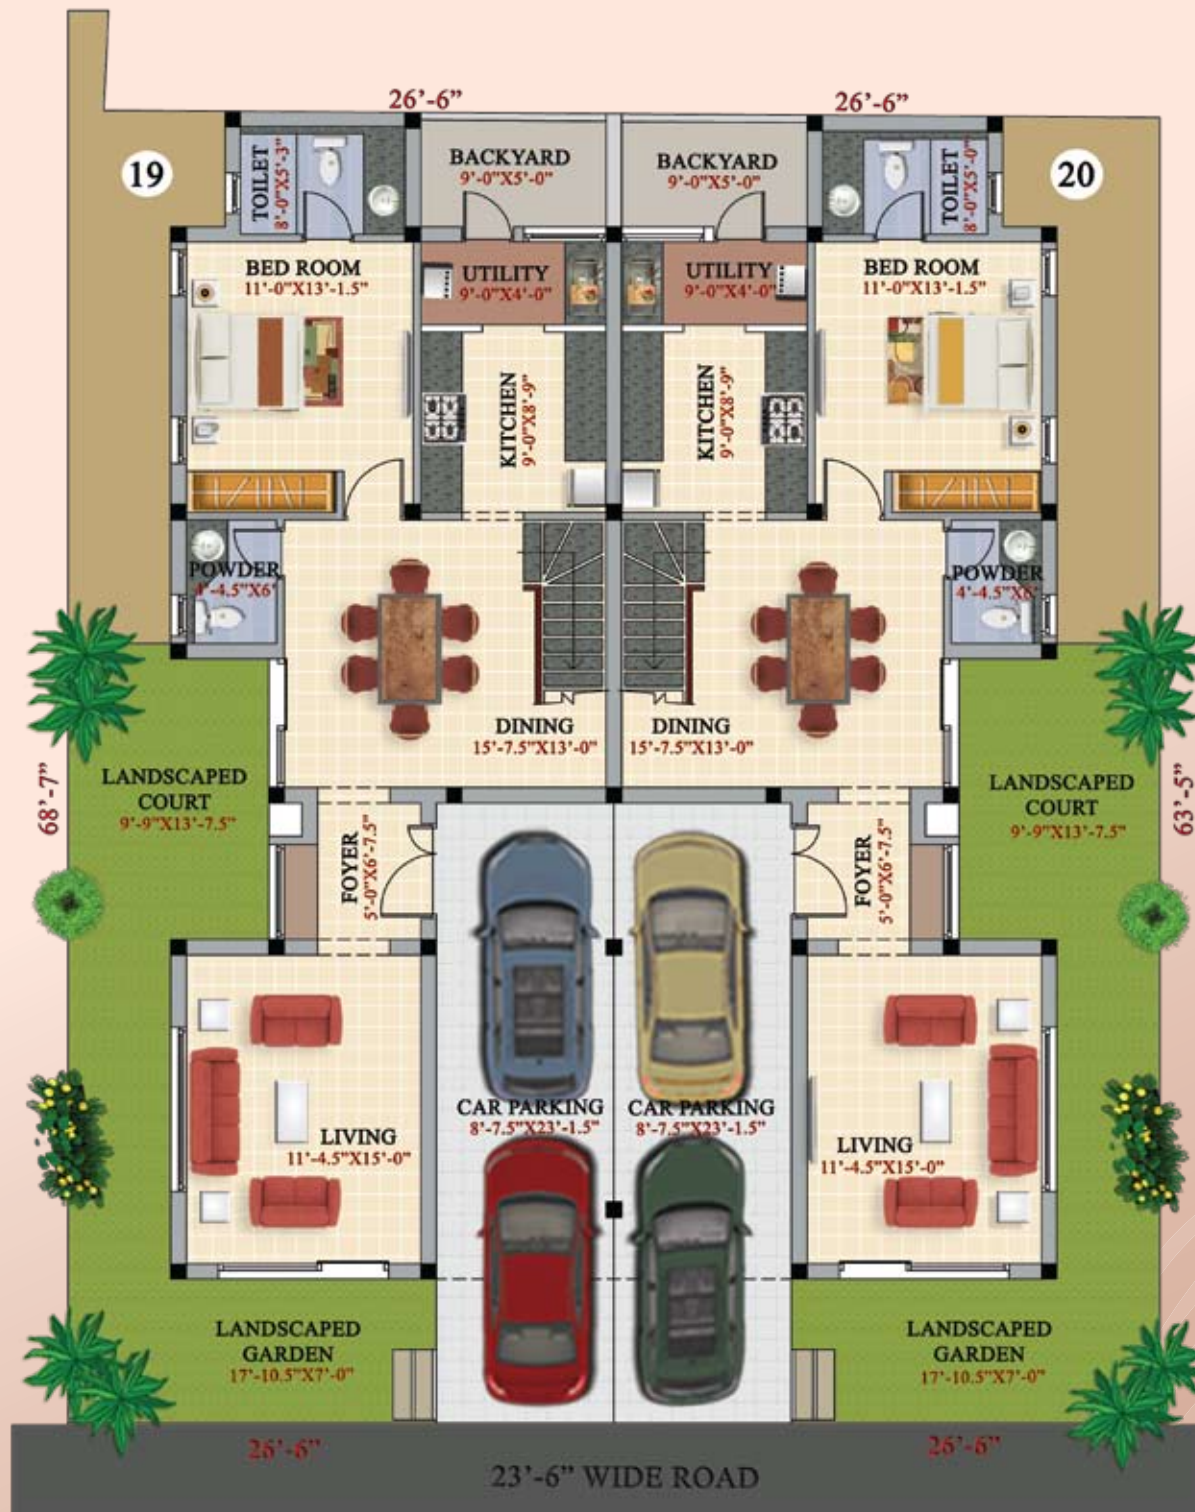 26’-6”
26’-6”
19
TOILET
8’-0”X5’-3”
BACKYARD
9’-0”X5’-0”
BACKYARD
9’-0”X5’-0”
TOILET
8’-0”X5’-0”
20
BED ROOM
11’-0”X13’-1.5”
UTILITY
9’-0”X4’-0”
UTILITY
9’-0”X4’-0”
BED ROOM
11’-0”X13’-1.5”
KITCHEN
9’-0”X8’-9”
KITCHEN
9’-0”X8’-9”
POWDER
4’-4.5”X6’
POWDER
4’-4.5”X6’
DINING
15’-7.5”X13’-0”
DINING
15’-7.5”X13’-0”
68’-7”
LANDSCAPED
COURT
9’-9”X13’-7.5”
LANDSCAPED
COURT
9’-9”X13’-7.5”
63’-5”
FOYER
5’-0”X6’-7.5”
FOYER
5’-0”X6’-7.5”
CAR PARKING
8’-7.5”X23’-1.5”
CAR PARKING
8’-7.5”X23’-1.5”
LIVING
11’-4.5”X15’-0”
LIVING
11’-4.5”X15’-0”
LANDSCAPED
GARDEN
17’-10.5”X7’-0”
LANDSCAPED
GARDEN
17’-10.5”X7’-0”
26’-6”
26’-6”
23’-6” WIDE ROAD